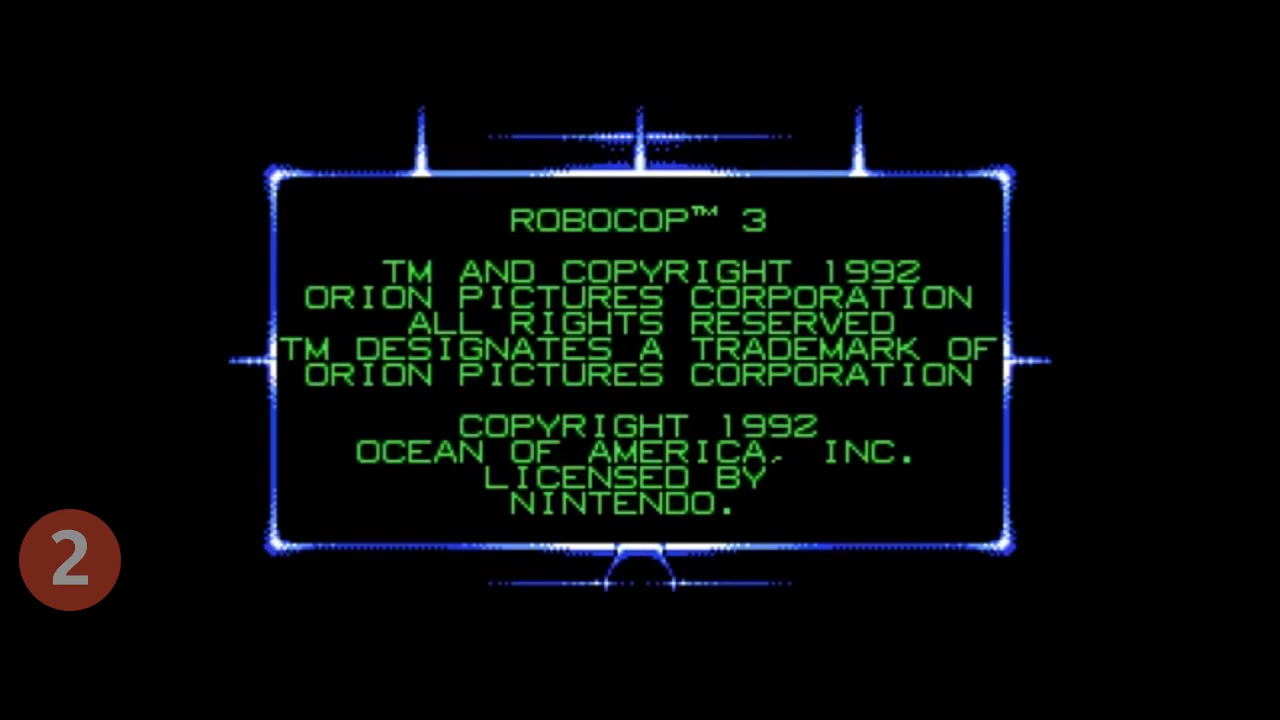 ROBOCOP™ 3
TM AND COPYRIGHT 1992
ORION PICTURES CORPORATION
ALL RIGHTS RESERVED
TM DESIGNATES A TRADEMARK OF
ORION PICTURES CORPORATION
COPYRIGHT 1992
OCEAN OF AMERICA, INC.
LICENSED BY
NINTENDO.
2